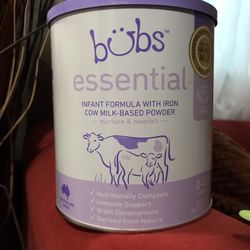 bubs™
essential
INFANT FORMULA WITH IRON
COW MILK-BASED POWDER
nurture & nourish
Nutritionally Complete
Immune Support
Brain Development
Derived from Nature